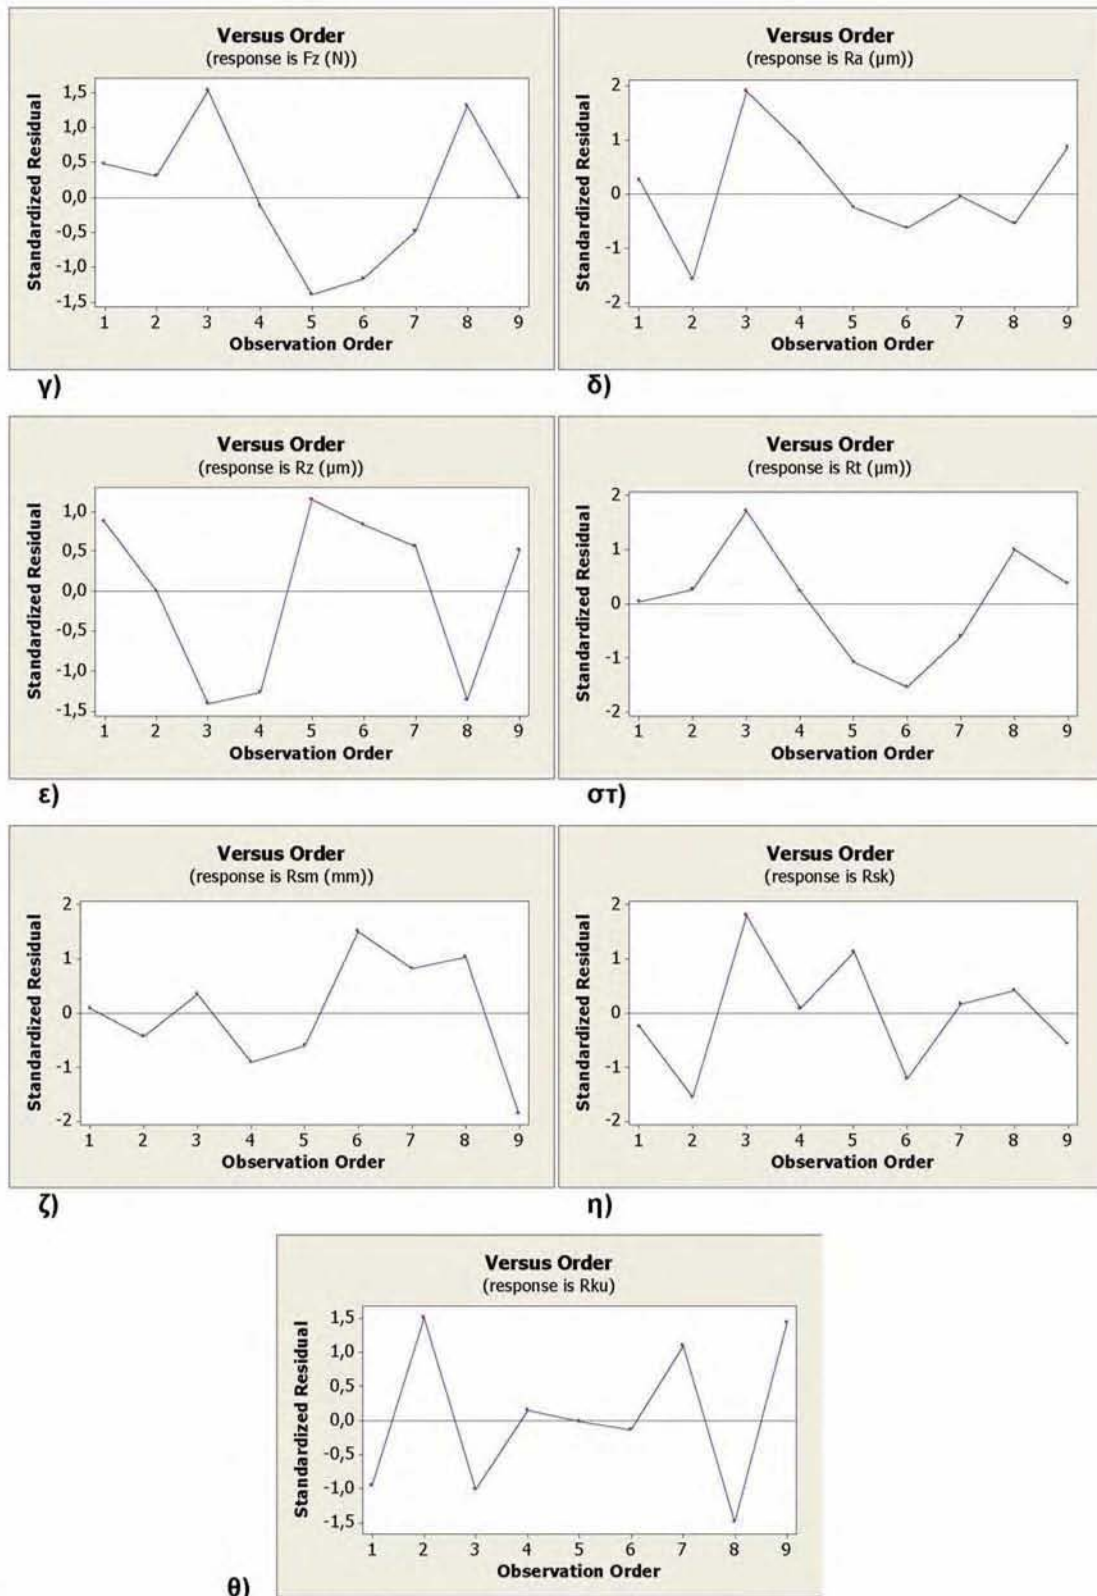 Versus Order
(response is Fz (N))
Standardized Residual
1,5
1,0
0,5
0,0
-0,5
-1,0
-1,5
1 2 3 4 5 6 7 8 9
Observation Order
γ)
Versus Order
(response is Ra (μm))
Standardized Residual
2
1
0
-1
-2
1 2 3 4 5 6 7 8 9
Observation Order
δ)
Versus Order
(response is Rz (μm))
Standardized Residual
1,0
0,5
0,0
-0,5
-1,0
-1,5
1 2 3 4 5 6 7 8 9
Observation Order
ε)
Versus Order
(response is Rt (μm))
Standardized Residual
2
1
0
-1
-2
1 2 3 4 5 6 7 8 9
Observation Order
στ)
Versus Order
(response is Rsm (mm))
Standardized Residual
2
1
0
-1
-2
1 2 3 4 5 6 7 8 9
Observation Order
ζ)
Versus Order
(response is Rsk)
Standardized Residual
2
1
0
-1
-2
1 2 3 4 5 6 7 8 9
Observation Order
η)
Versus Order
(response is Rku)
Standardized Residual
1,5
1,0
0,5
0,0
-0,5
-1,0
-1,5
1 2 3 4 5 6 7 8 9
Observation Order
θ)